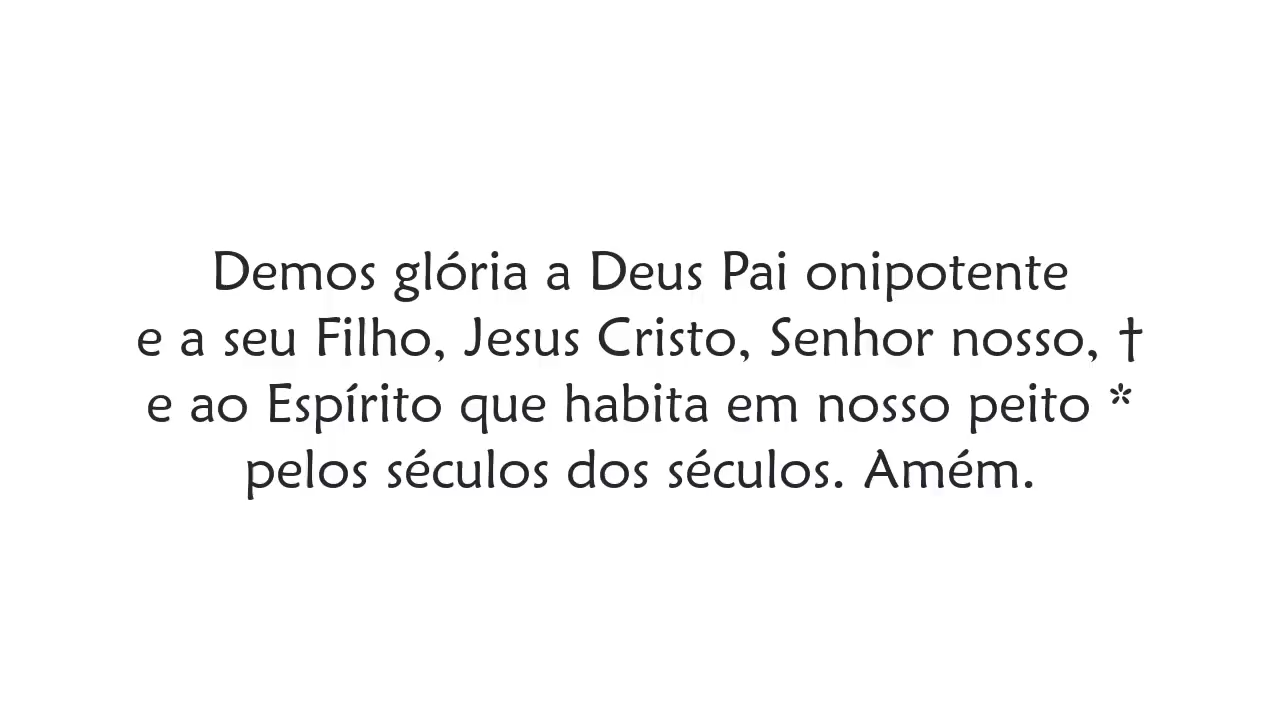 Demos glória a Deus Pai onipotente
e a seu Filho, Jesus Cristo, Senhor nosso, †
e ao Espírito que habita em nosso peito *
pelos séculos dos séculos. Amém.